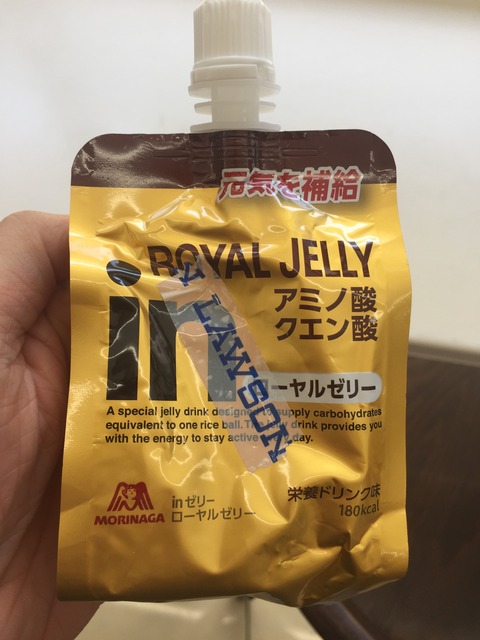 元気を補給
ROYAL JELLY
in
アミノ酸
クエン酸
ローヤルゼリー
A special jelly drink designed to supply carbohydrates
equivalent to one rice ball. The jelly drink provides you
with the energy to stay active all day.
LAWSON
MORINAGA
inゼリー
ローヤルゼリー
栄養ドリンク味
180kcal